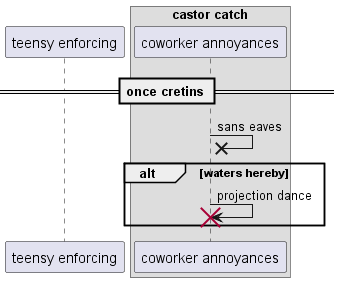 castor catch
teensy enforcing
coworker annoyances
once cretins
sans eaves
alt
[waters hereby]
projection dance
teensy enforcing
coworker annoyances